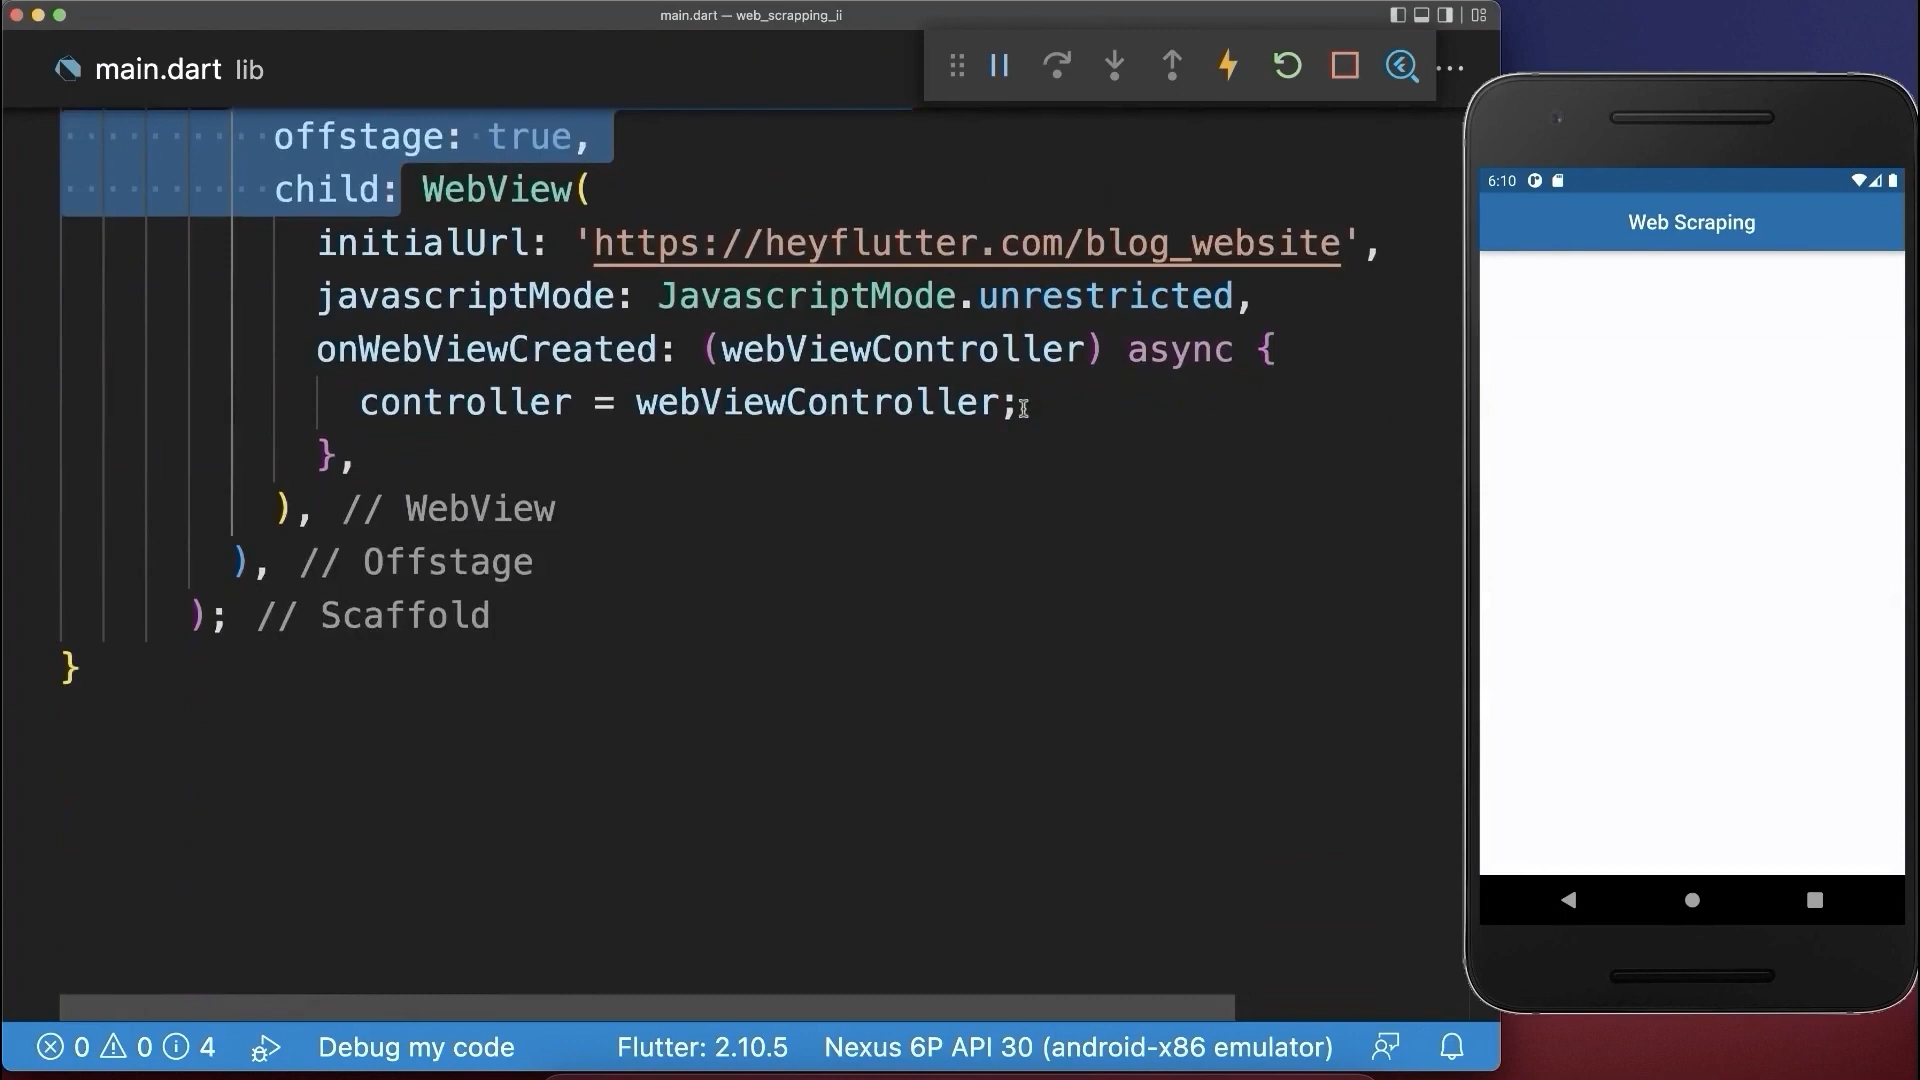 main.dart — web_scrapping_ii
main.dart lib
offstage: true,
child: WebView(
initialUrl: 'https://heyflutter.com/blog_website',
javascriptMode: JavascriptMode.unrestricted,
onWebViewCreated: (webViewController) async {
controller = webViewController;
},
), // WebView
), // Offstage
); // Scaffold
}
6:10
Web Scraping
0 0 4 Debug my code Flutter: 2.10.5 Nexus 6P API 30 (android-x86 emulator)